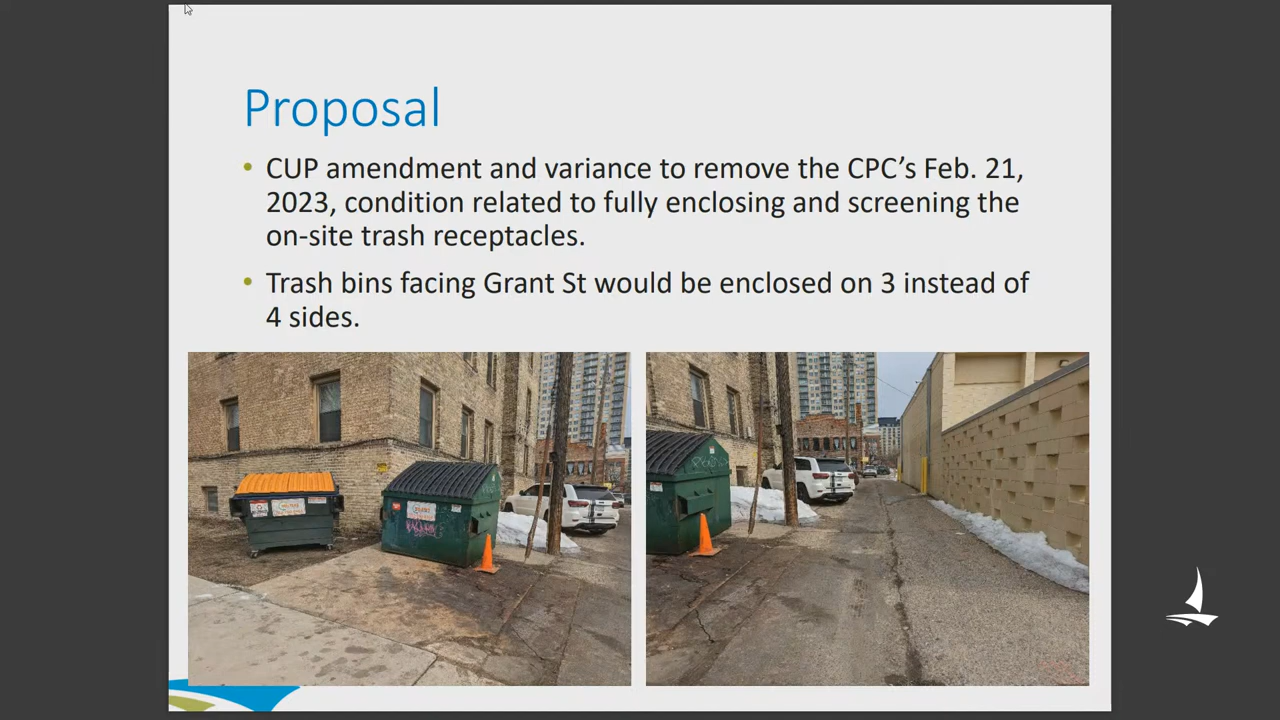 Proposal
• CUP amendment and variance to remove the CPC’s Feb. 21,
2023, condition related to fully enclosing and screening the
on-site trash receptacles.
• Trash bins facing Grant St would be enclosed on 3 instead of
4 sides.